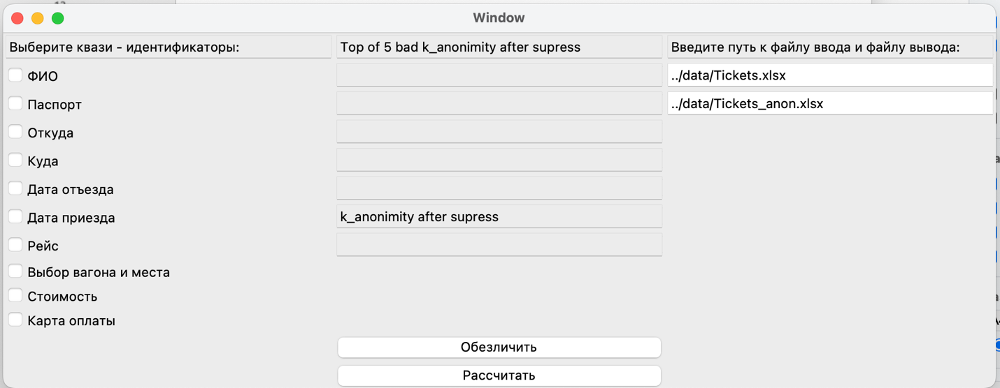 Window
Выберите квази - идентификаторы:
Top of 5 bad k_anonimity after supress
Введите путь к файлу ввода и файлу вывода:
ФИО
../data/Tickets.xlsx
Паспорт
../data/Tickets_anon.xlsx
Откуда
Куда
Дата отъезда
Дата приезда
k_anonimity after supress
Рейс
Выбор вагона и места
Стоимость
Карта оплаты
Обезличить
Рассчитать